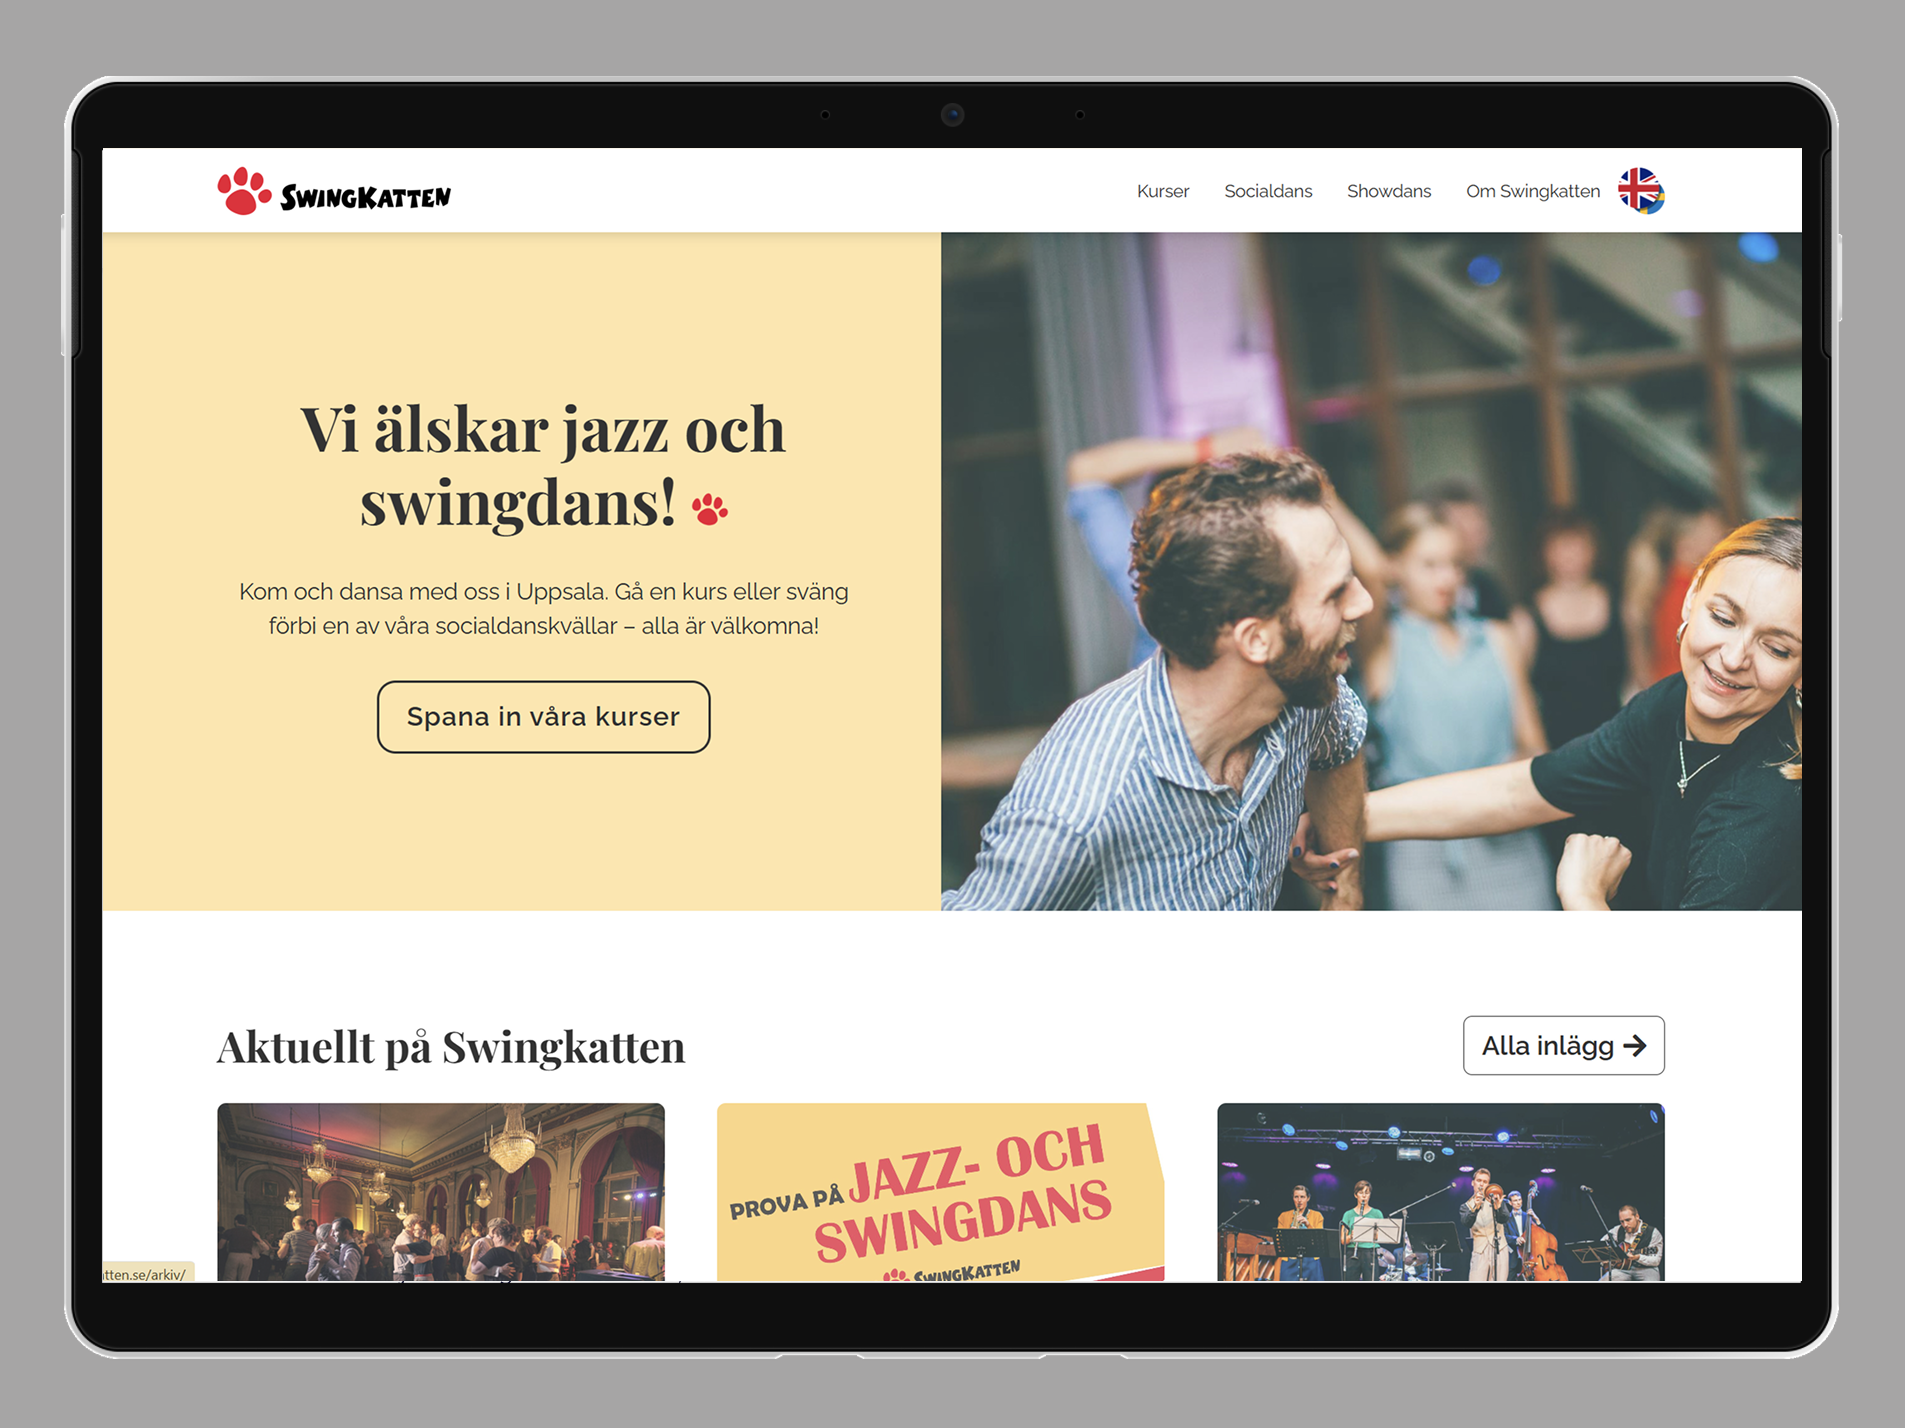 SWINGKATTEN
Kurser Socialdans Showdans Om Swingkatten
Vi älskar jazz och
swingdans!
Kom och dansa med oss i Uppsala. Gå en kurs eller sväng
förbi en av våra socialdanskvällar – alla är välkomna!
Spana in våra kurser
Aktuellt på Swingkatten
Alla inlägg
PROVA PÅ JAZZ- OCH
SWINGDANS
SWINGKATTEN
tten.se/arkiv/